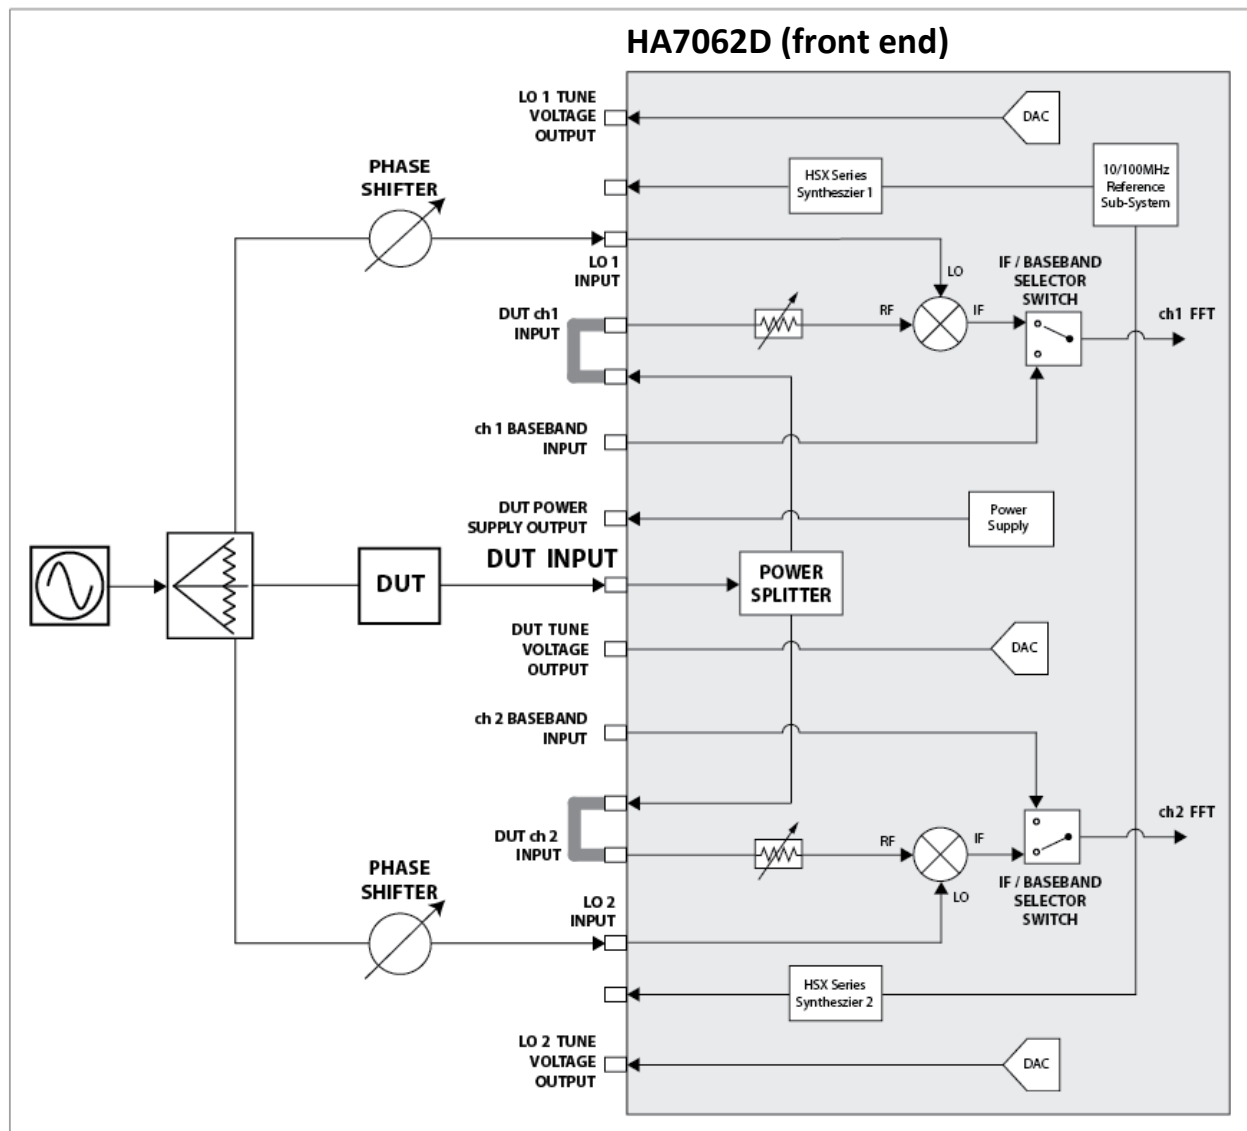 HA7062D (front end)
LO 1 TUNE
VOLTAGE
OUTPUT
DAC
PHASE
SHIFTER
HSX Series
Syntheszier 1
10/100MHz
Reference
Sub-System
LO 1
INPUT
LO
IF / BASEBAND
SELECTOR
SWITCH
DUT ch1
INPUT
RF
IF
ch1 FFT
ch 1 BASEBAND
INPUT
DUT POWER
SUPPLY OUTPUT
Power
Supply
DUT INPUT
DUT
POWER
SPLITTER
DUT TUNE
VOLTAGE
OUTPUT
DAC
ch 2 BASEBAND
INPUT
ch2 FFT
DUT ch 2
INPUT
RF
IF
LO
IF / BASEBAND
SELECTOR
SWITCH
PHASE
SHIFTER
LO 2
INPUT
HSX Series
Syntheszier 2
LO 2 TUNE
VOLTAGE
OUTPUT
DAC